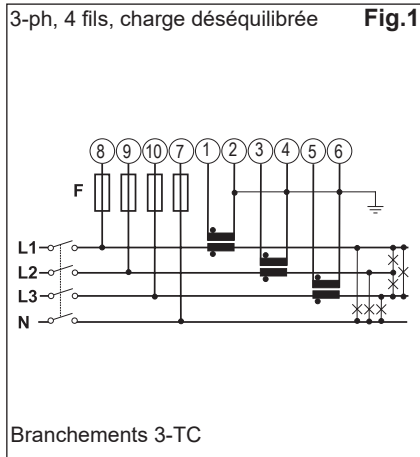 3-ph, 4 fils, charge déséquilibrée Fig.1
8 9 10 7 1 2 3 4 5 6
F
L1
L2
L3
N
Branchements 3-TC